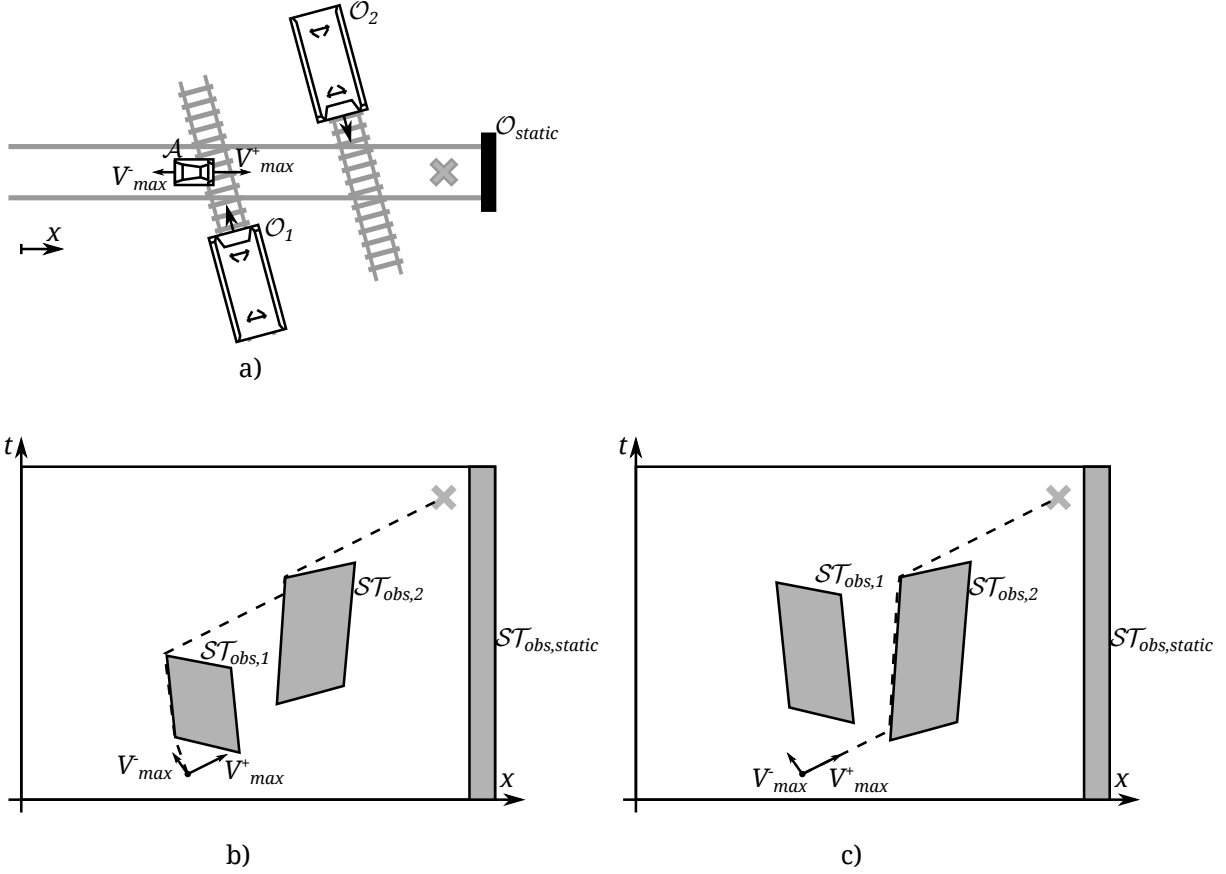 𝒪₂
𝒪static
𝒜
V⁻max
V⁺max
𝒪₁
x
a)
t
𝒮𝒯obs,2
𝒮𝒯obs,1
𝒮𝒯obs,static
V⁻max
V⁺max
x
b)
t
𝒮𝒯obs,1
𝒮𝒯obs,2
𝒮𝒯obs,static
V⁻max
V⁺max
x
c)